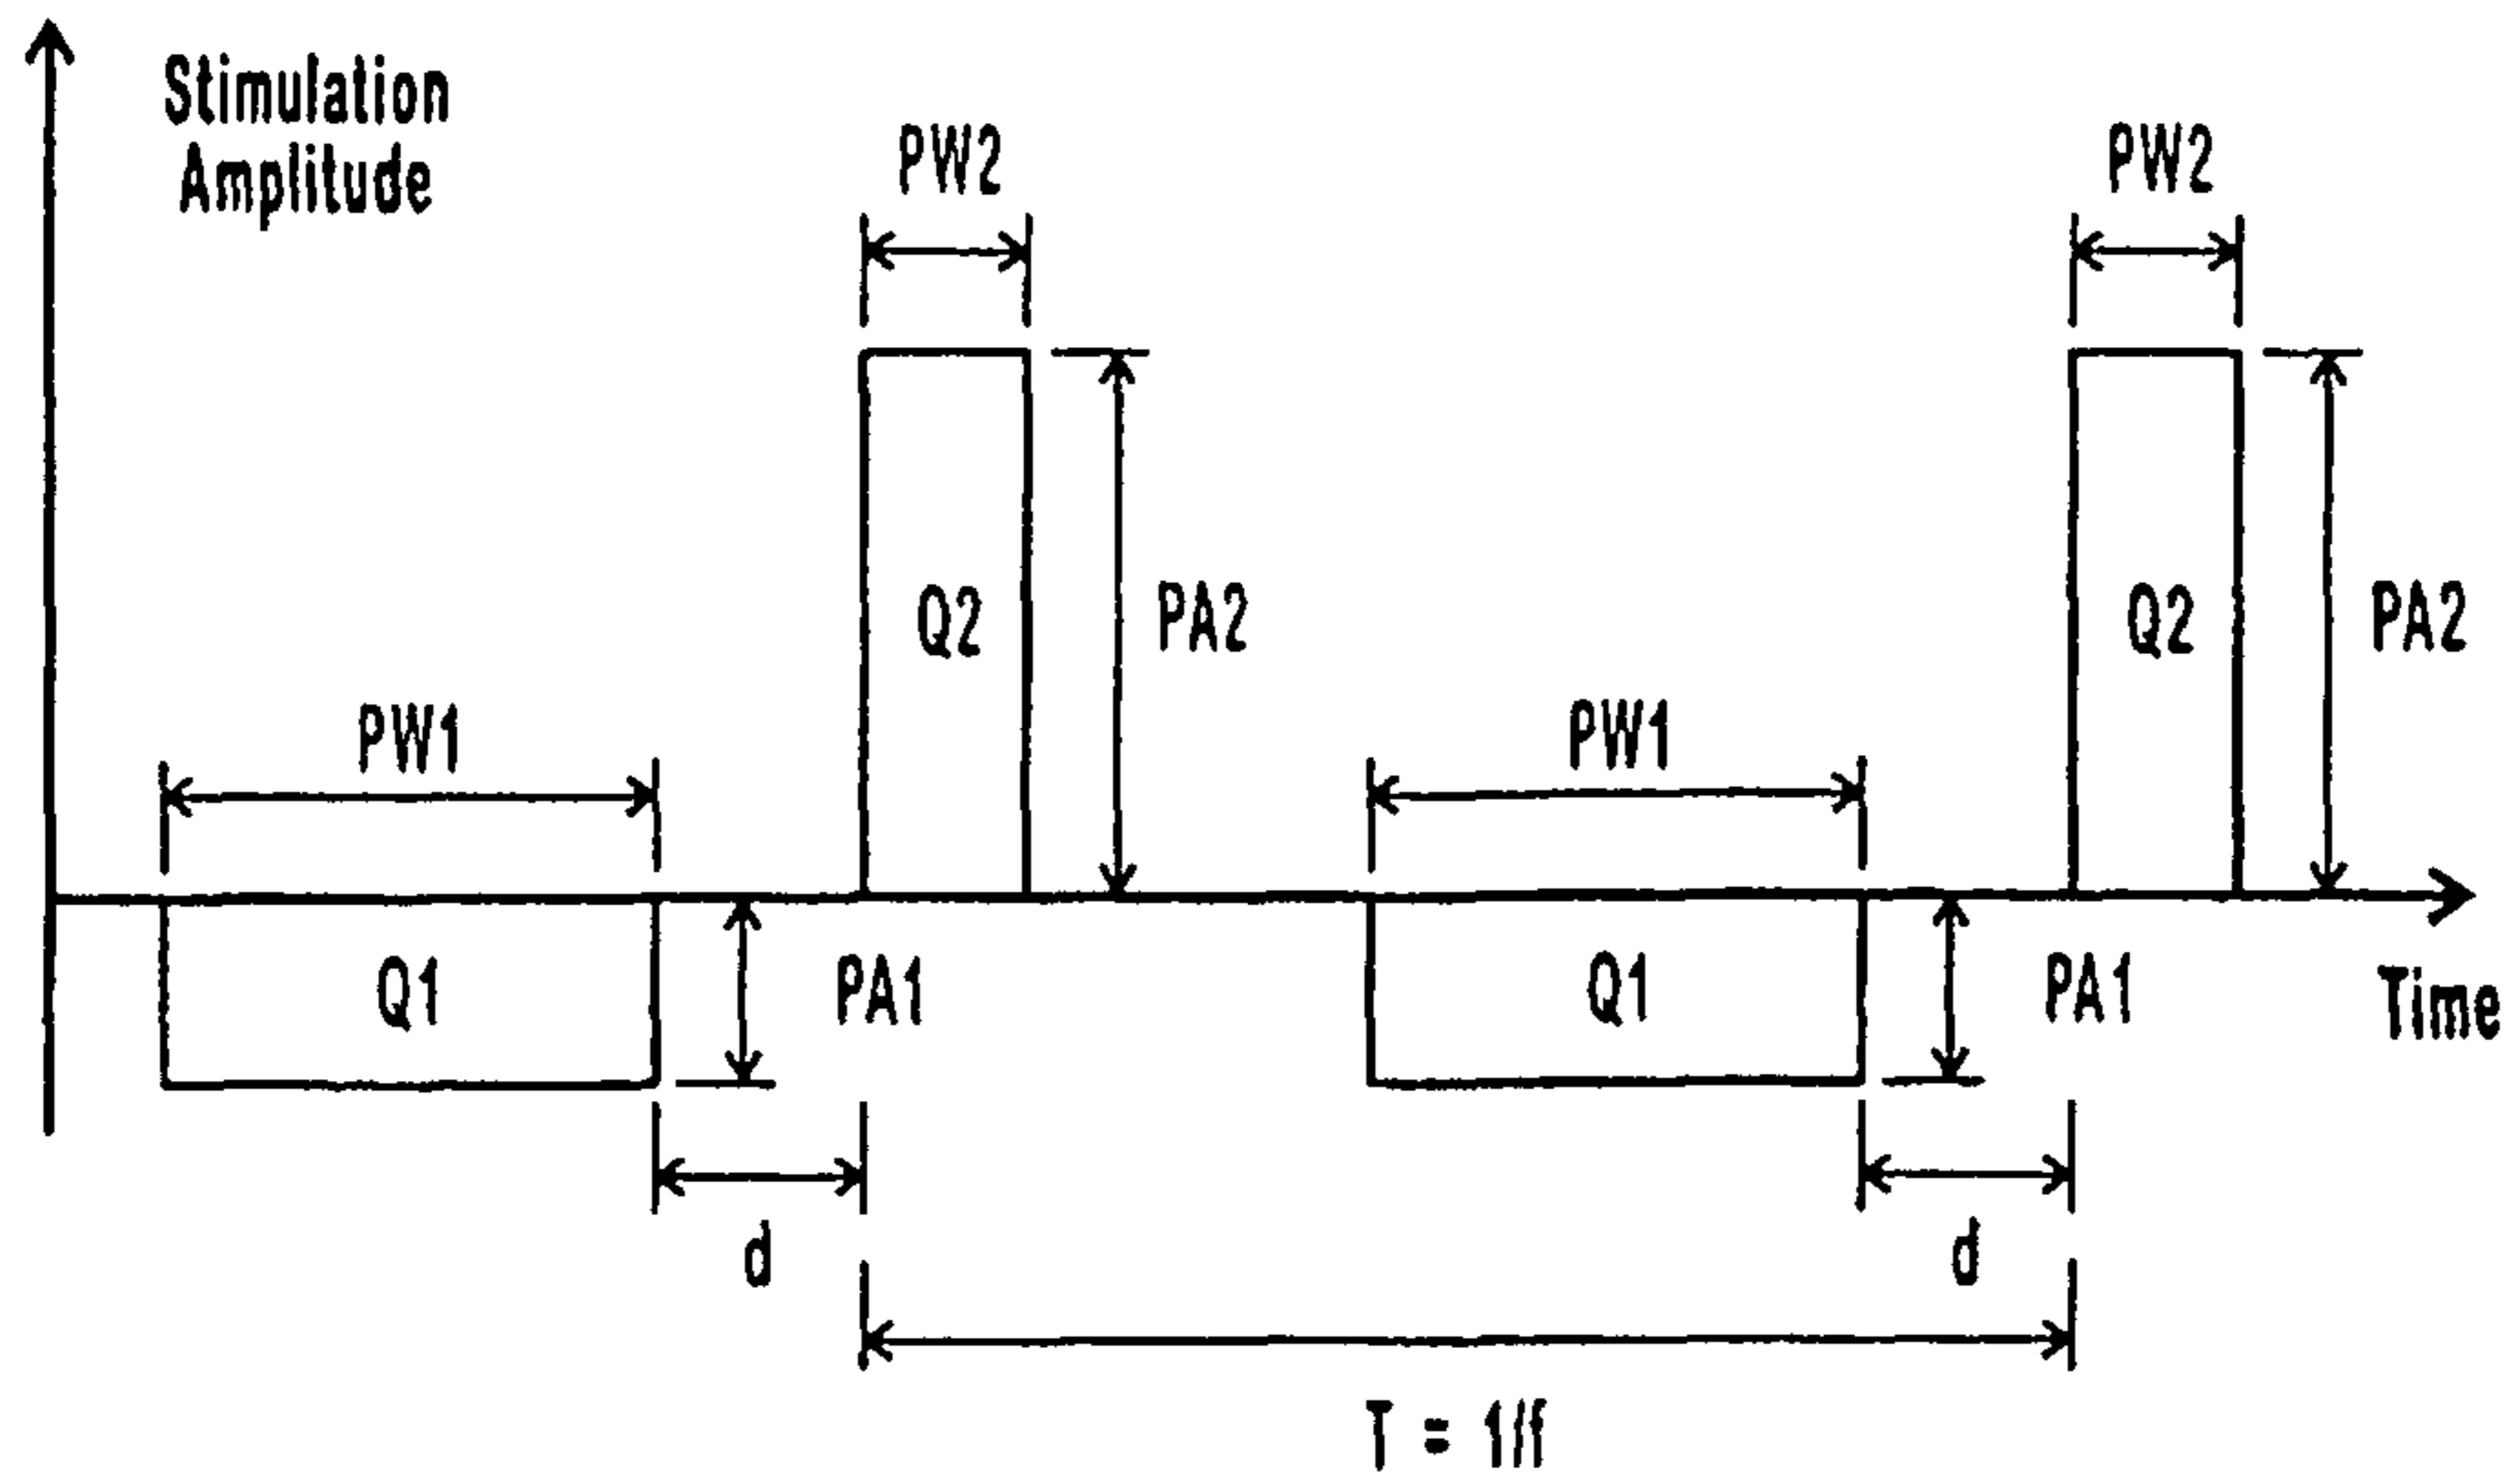 Stimulation
Amplitude
PW2
PW2
Q2
PA2
Q2
PA2
PW1
PW1
Q1
PA1
Q1
PA1
Time
d
d
T = 1/f